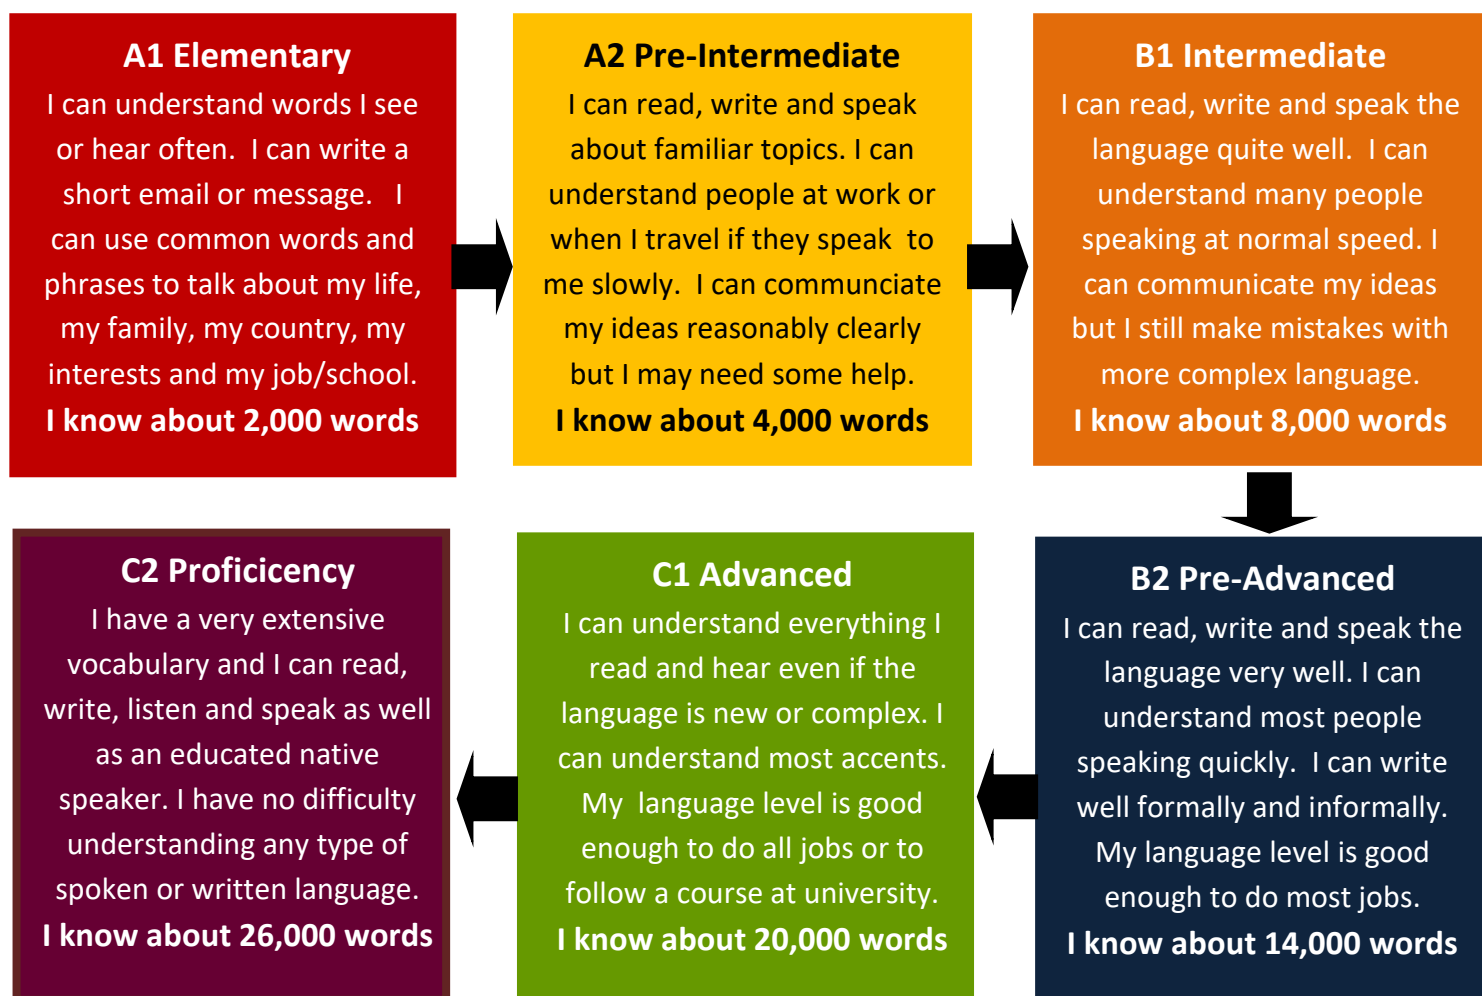 A1 Elementary
I can understand words I see
or hear often.  I can write a
short email or message.   I
can use common words and
phrases to talk about my life,
my family, my country, my
interests and my job/school.
I know about 2,000 words
A2 Pre-Intermediate
I can read, write and speak
about familiar topics. I can
understand people at work or
when I travel if they speak  to
me slowly.  I can communciate
my ideas reasonably clearly
but I may need some help.
I know about 4,000 words
B1 Intermediate
I can read, write and speak the
language quite well.  I can
understand many people
speaking at normal speed. I
can communicate my ideas
but I still make mistakes with
more complex language.
I know about 8,000 words
B2 Pre-Advanced
I can read, write and speak the
language very well. I can
understand most people
speaking quickly.  I can write
well formally and informally.
My language level is good
enough to do most jobs.
I know about 14,000 words
C1 Advanced
I can understand everything I
read and hear even if the
language is new or complex. I
can understand most accents.
My  language level is good
enough to do all jobs or to
follow a course at university.
I know about 20,000 words
C2 Proficicency
I have a very extensive
vocabulary and I can read,
write, listen and speak as well
as an educated native
speaker. I have no difficulty
understanding any type of
spoken or written language.
I know about 26,000 words